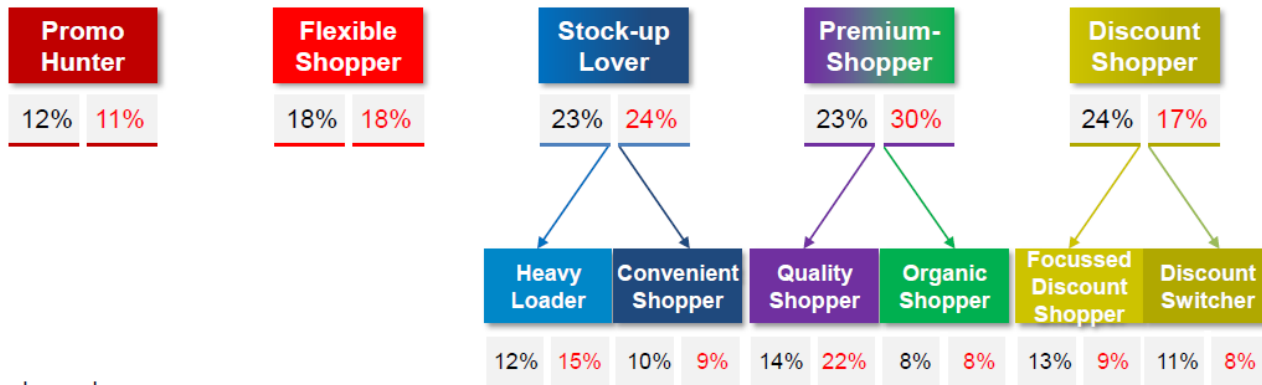 Promo
Hunter
Flexible
Shopper
Stock-up
Lover
Premium-
Shopper
Discount
Shopper
12% 11%
18% 18%
23% 24%
23% 30%
24% 17%
Heavy
Loader
Convenient
Shopper
Quality
Shopper
Organic
Shopper
Focussed
Discount
Shopper
Discount
Switcher
12% 15%
10% 9%
14% 22%
8% 8%
13% 9%
11% 8%